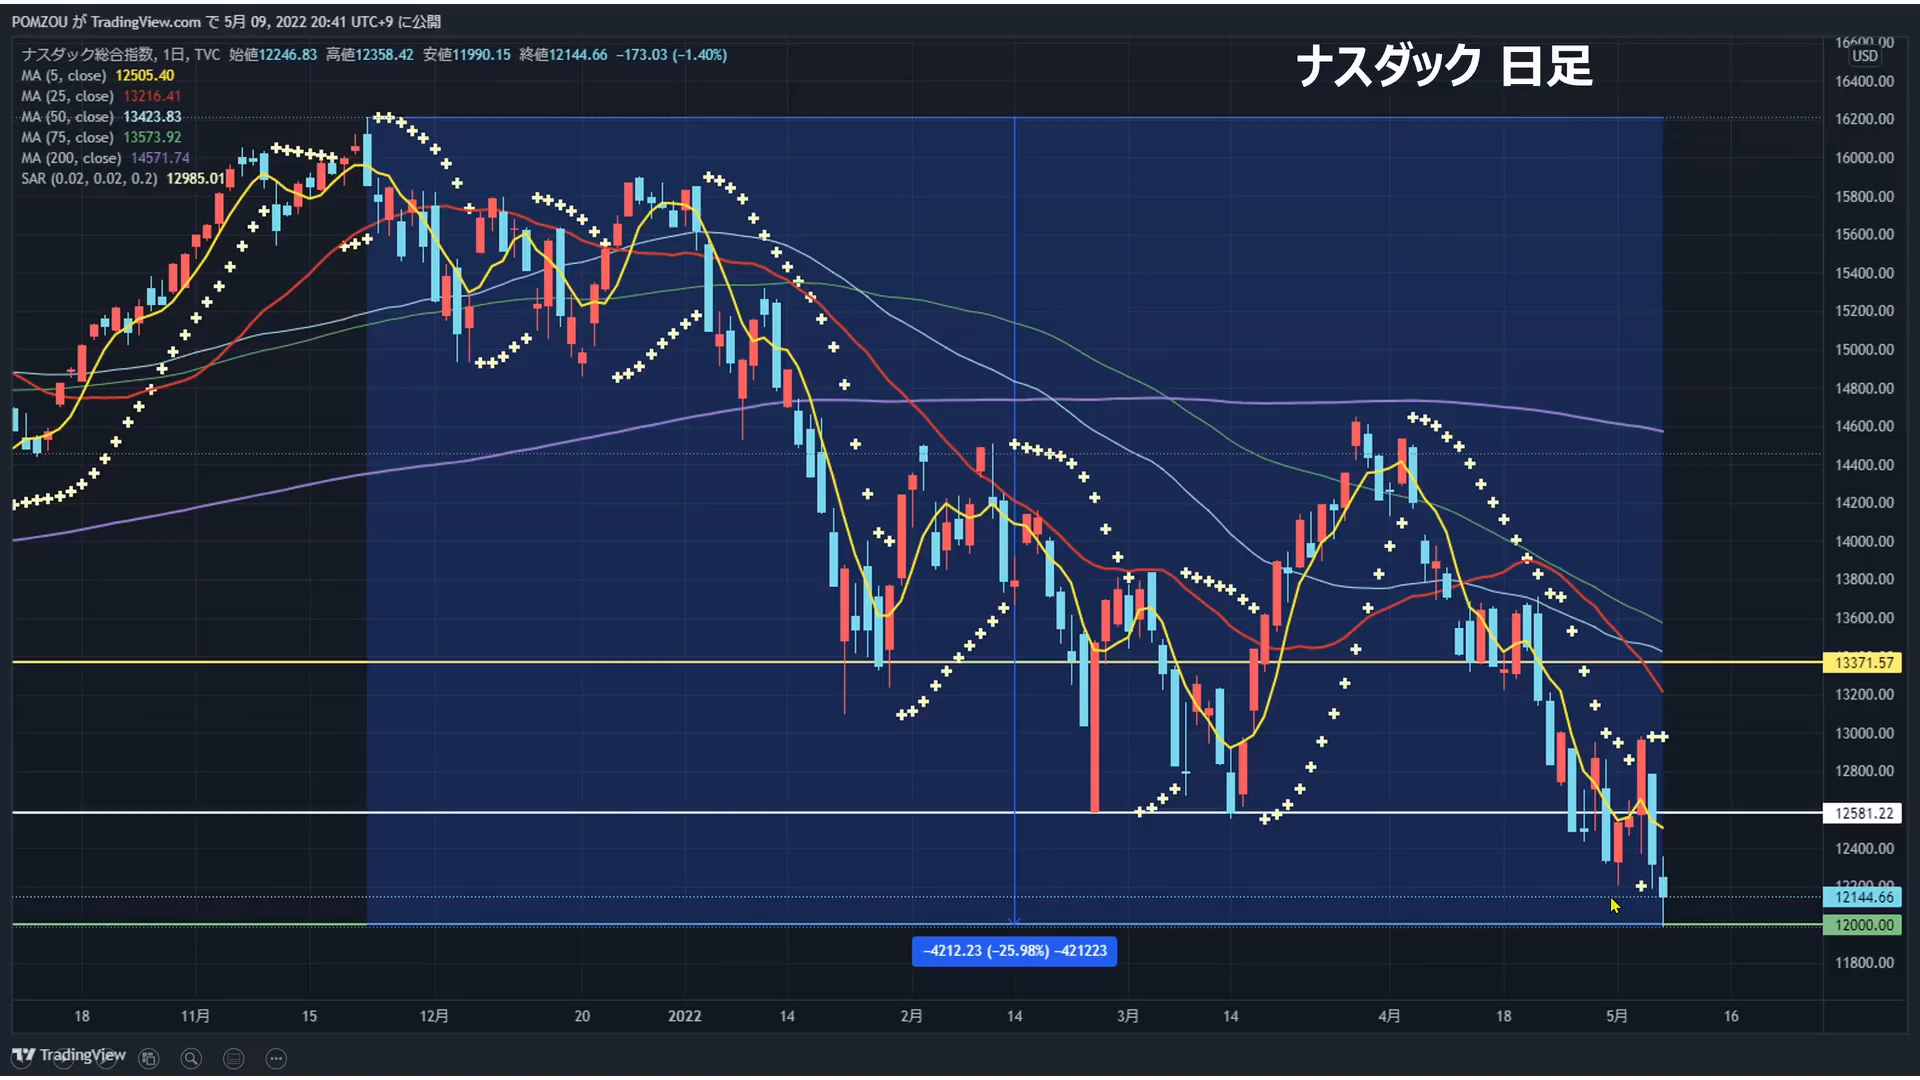 POMZOU が TradingView.com で 5月 09, 2022 20:41 UTC+9 に公開
ナスダック総合指数, 1日, TVC 始値12246.83 高値12358.42 安値11990.15 終値12144.66 −173.03 (−1.40%)
MA (5, close) 12505.40
MA (25, close) 13216.41
MA (50, close) 13423.83
MA (75, close) 13573.92
MA (200, close) 14571.74
SAR (0.02, 0.02, 0.2) 12985.01
ナスダック 日足
16600.00
USD
16400.00
16200.00
16000.00
15800.00
15600.00
15400.00
15200.00
15000.00
14800.00
14600.00
14400.00
14200.00
14000.00
13800.00
13600.00
13371.57
13200.00
13000.00
12800.00
12581.22
12400.00
12200.00
12144.66
12000.00
11800.00
−4212.23 (−25.98%) −421223
18 11月 15 12月 20 2022 14 2月 14 3月 14 4月 18 5月 16
TradingView